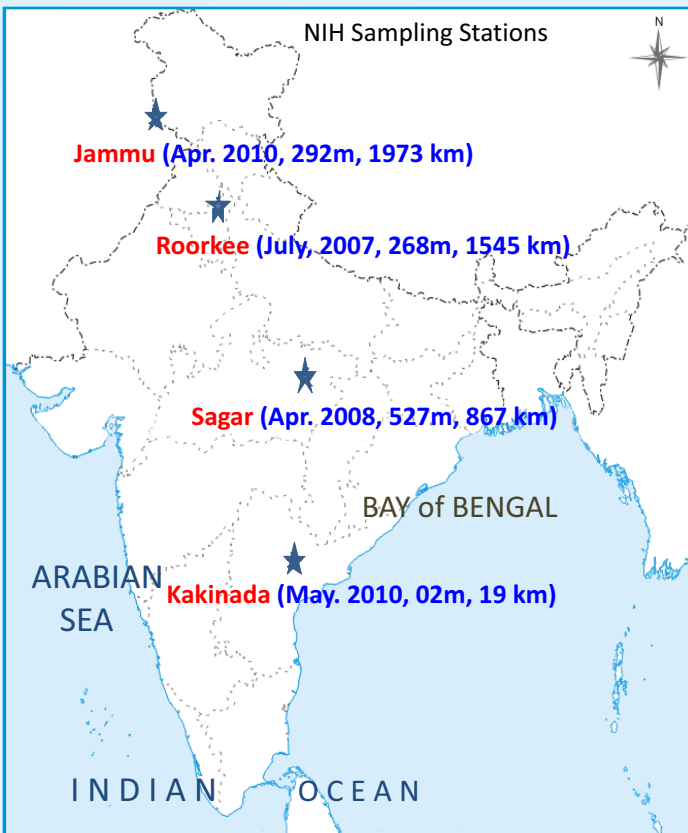 NIH Sampling Stations
N
Jammu (Apr. 2010, 292m, 1973 km)
Roorkee (July, 2007, 268m, 1545 km)
Sagar (Apr. 2008, 527m, 867 km)
BAY of BENGAL
ARABIAN
SEA
Kakinada (May. 2010, 02m, 19 km)
INDIAN OCEAN